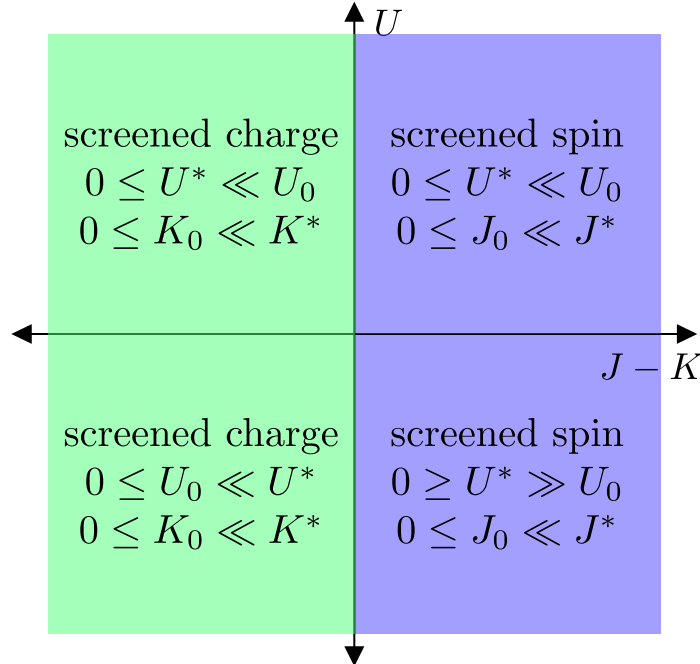 U
screened charge
0 ≤ U* ≪ U₀
0 ≤ K₀ ≪ K*
screened spin
0 ≤ U* ≪ U₀
0 ≤ J₀ ≪ J*
J − K
screened charge
0 ≤ U₀ ≪ U*
0 ≤ K₀ ≪ K*
screened spin
0 ≥ U* ≫ U₀
0 ≤ J₀ ≪ J*